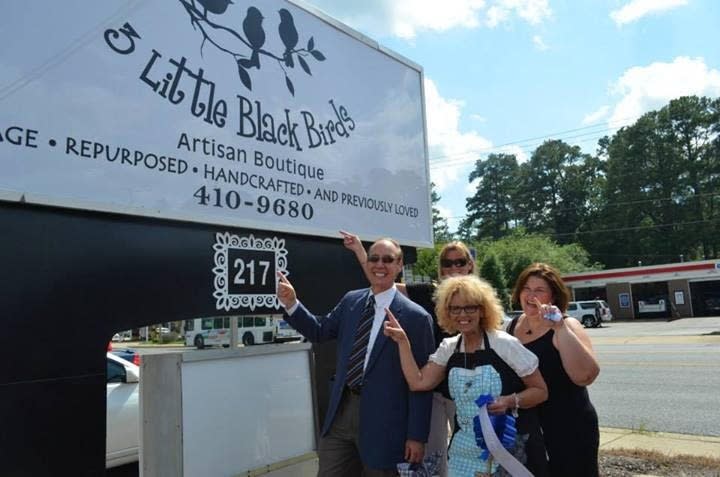 3 Little Black Birds
Artisan Boutique
AGE • REPURPOSED • HANDCRAFTED • AND PREVIOUSLY LOVED
410-9680
217